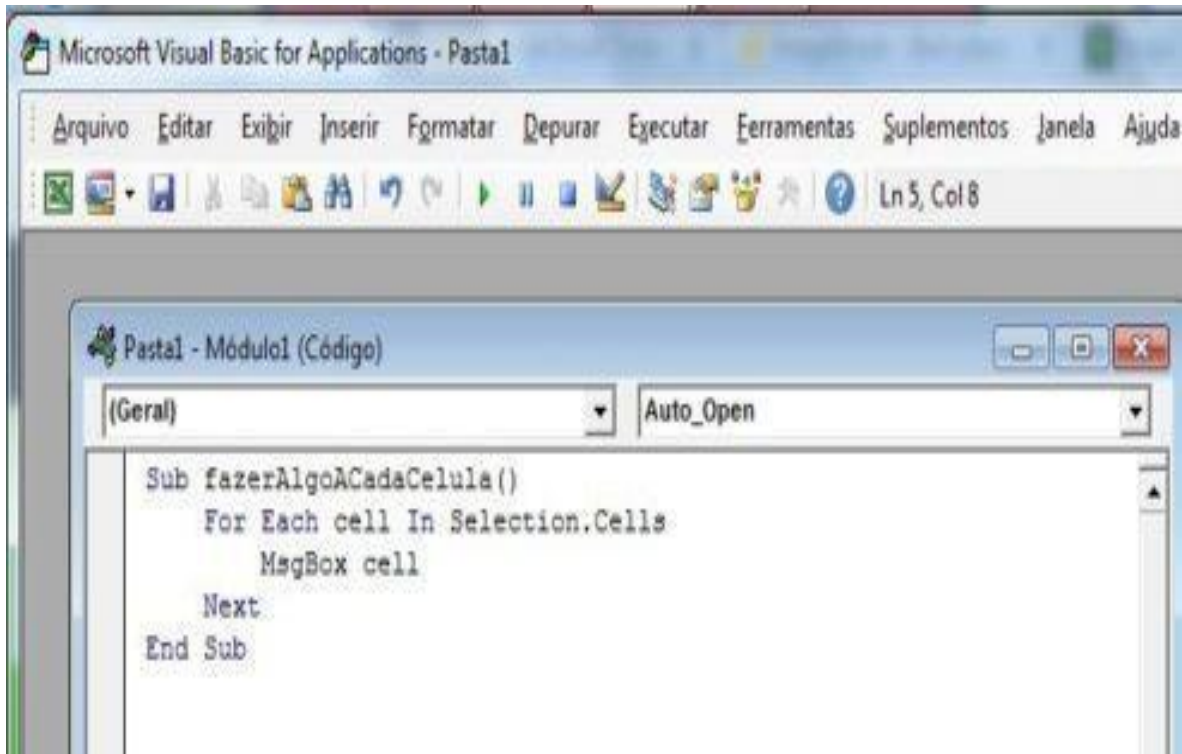 Microsoft Visual Basic for Applications - Pasta1
Arquivo Editar Exibir Inserir Formatar Depurar Executar Ferramentas Suplementos Janela Ajuda
Ln 5, Col 8
Pasta1 - Módulo1 (Código)
(Geral) Auto_Open
Sub fazerAlgoACadaCelula()
    For Each cell In Selection.Cells
        MsgBox cell
    Next
End Sub